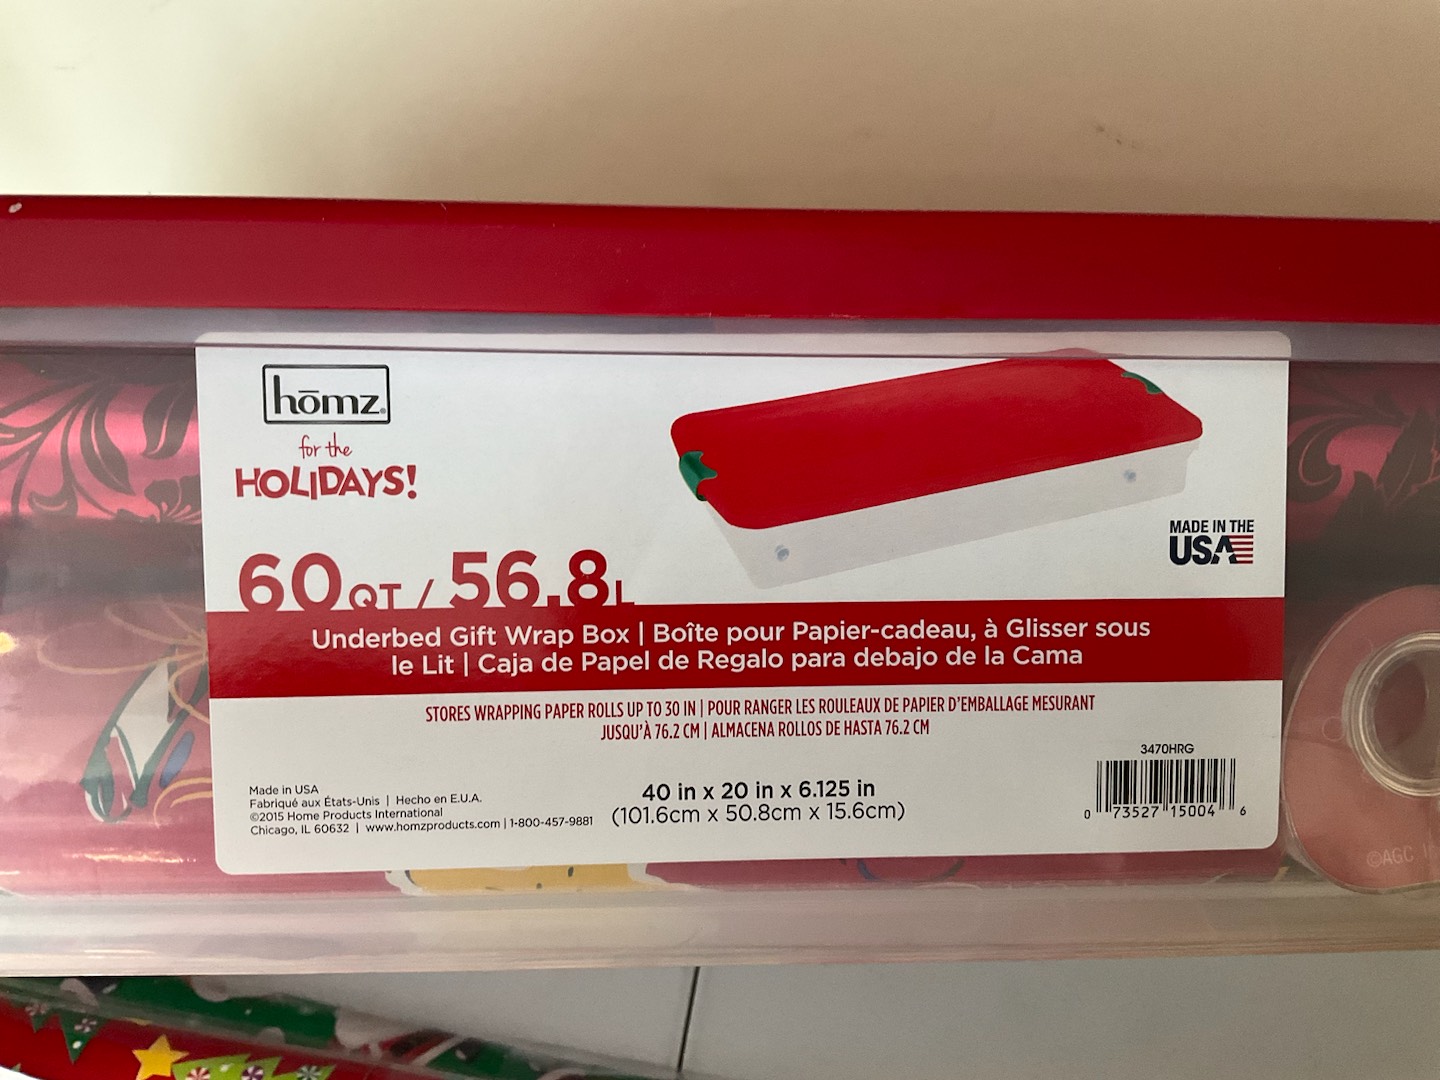 hōmz
for the
HOLIDAYS!
60QT / 56.8L
MADE IN THE
USA
Underbed Gift Wrap Box | Boîte pour Papier-cadeau, à Glisser sous
le Lit | Caja de Papel de Regalo para debajo de la Cama
STORES WRAPPING PAPER ROLLS UP TO 30 IN | POUR RANGER LES ROULEAUX DE PAPIER D'EMBALLAGE MESURANT
JUSQU'À 76.2 CM | ALMACENA ROLLOS DE HASTA 76.2 CM
Made in USA
Fabriqué aux États-Unis | Hecho en E.U.A.
©2015 Home Products International
Chicago, IL 60632 | www.homzproducts.com | 1-800-457-9881
40 in x 20 in x 6.125 in
(101.6cm x 50.8cm x 15.6cm)
3470HRG
0 73527 15004 6
©AGC